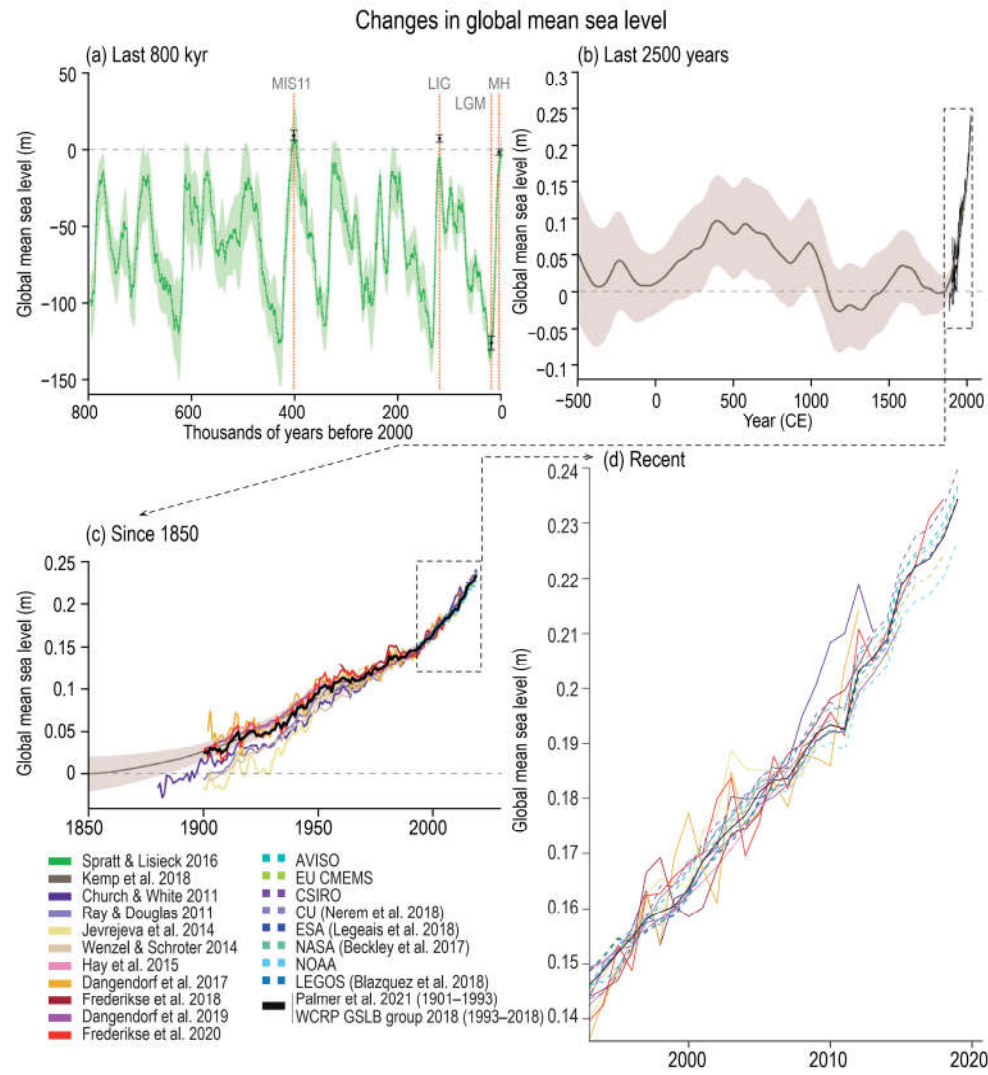 Changes in global mean sea level
(a) Last 800 kyr
MIS11
LIG
LGM
MH
50
0
−50
−100
−150
Global mean sea level (m)
800
600
400
200
0
Thousands of years before 2000
(b) Last 2500 years
0.3
0.25
0.2
0.15
0.1
0.05
0
−0.05
−0.1
Global mean sea level (m)
−500
0
500
1000
1500
2000
Year (CE)
(c) Since 1850
0.25
0.2
0.15
0.1
0.05
0
Global mean sea level (m)
1850
1900
1950
2000
(d) Recent
0.24
0.23
0.22
0.21
0.2
0.19
0.18
0.17
0.16
0.15
0.14
Global mean sea level (m)
2000
2010
2020
Spratt & Lisieck 2016
Kemp et al. 2018
Church & White 2011
Ray & Douglas 2011
Jevrejeva et al. 2014
Wenzel & Schroter 2014
Hay et al. 2015
Dangendorf et al. 2017
Frederikse et al. 2018
Dangendorf et al. 2019
Frederikse et al. 2020
AVISO
EU CMEMS
CSIRO
CU (Nerem et al. 2018)
ESA (Legeais et al. 2018)
NASA (Beckley et al. 2017)
NOAA
LEGOS (Blazquez et al. 2018)
Palmer et al. 2021 (1901–1993)
WCRP GSLB group 2018 (1993–2018)